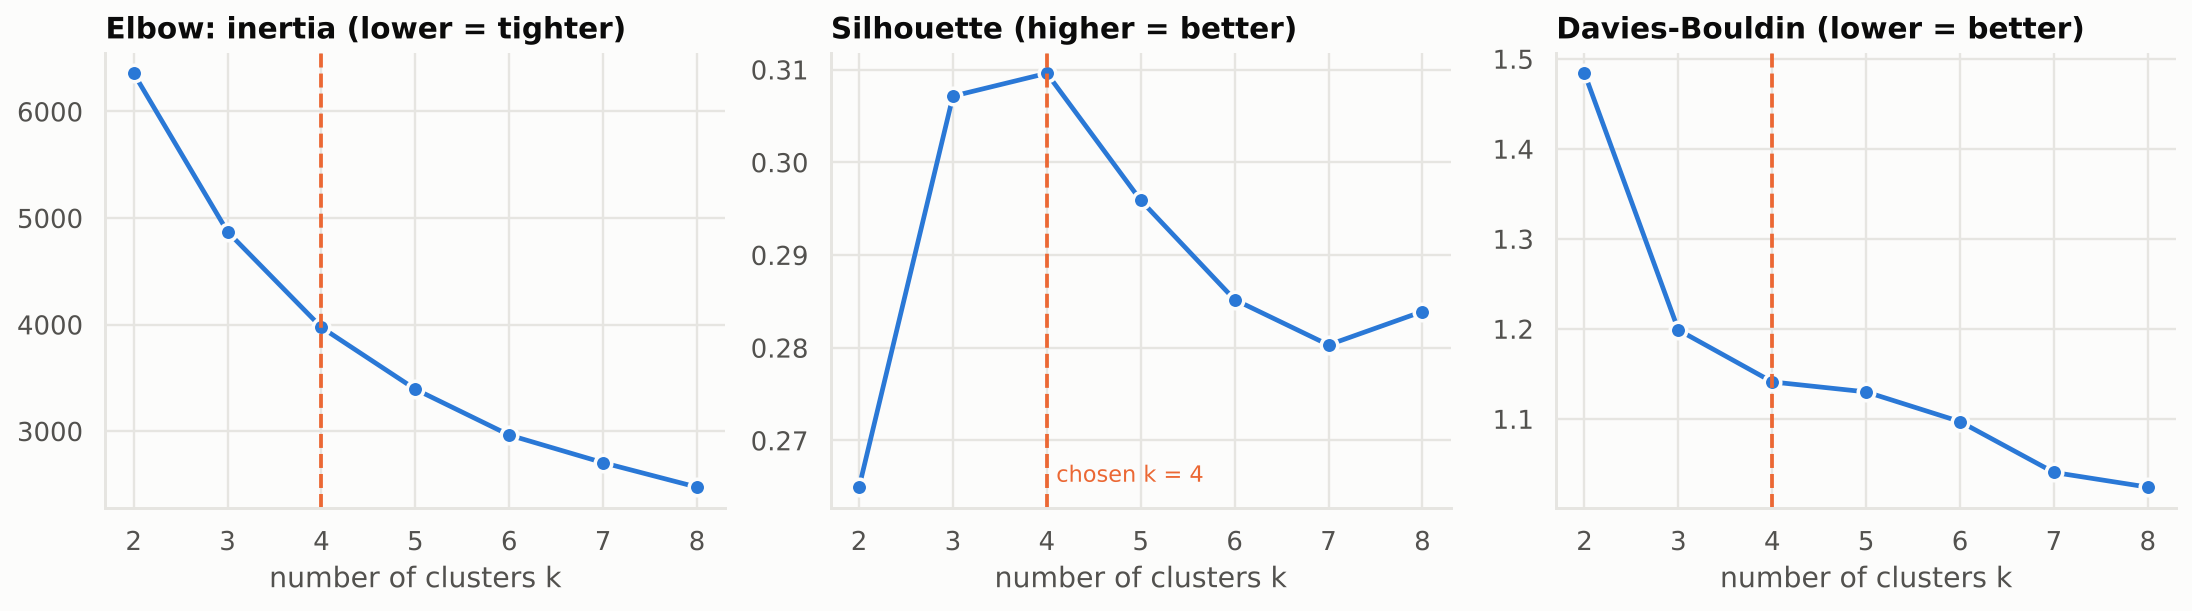 Elbow: inertia (lower = tighter)
6000
5000
4000
3000
2 3 4 5 6 7 8
number of clusters k
Silhouette (higher = better)
0.31
0.30
0.29
0.28
0.27
chosen k = 4
2 3 4 5 6 7 8
number of clusters k
Davies-Bouldin (lower = better)
1.5
1.4
1.3
1.2
1.1
2 3 4 5 6 7 8
number of clusters k